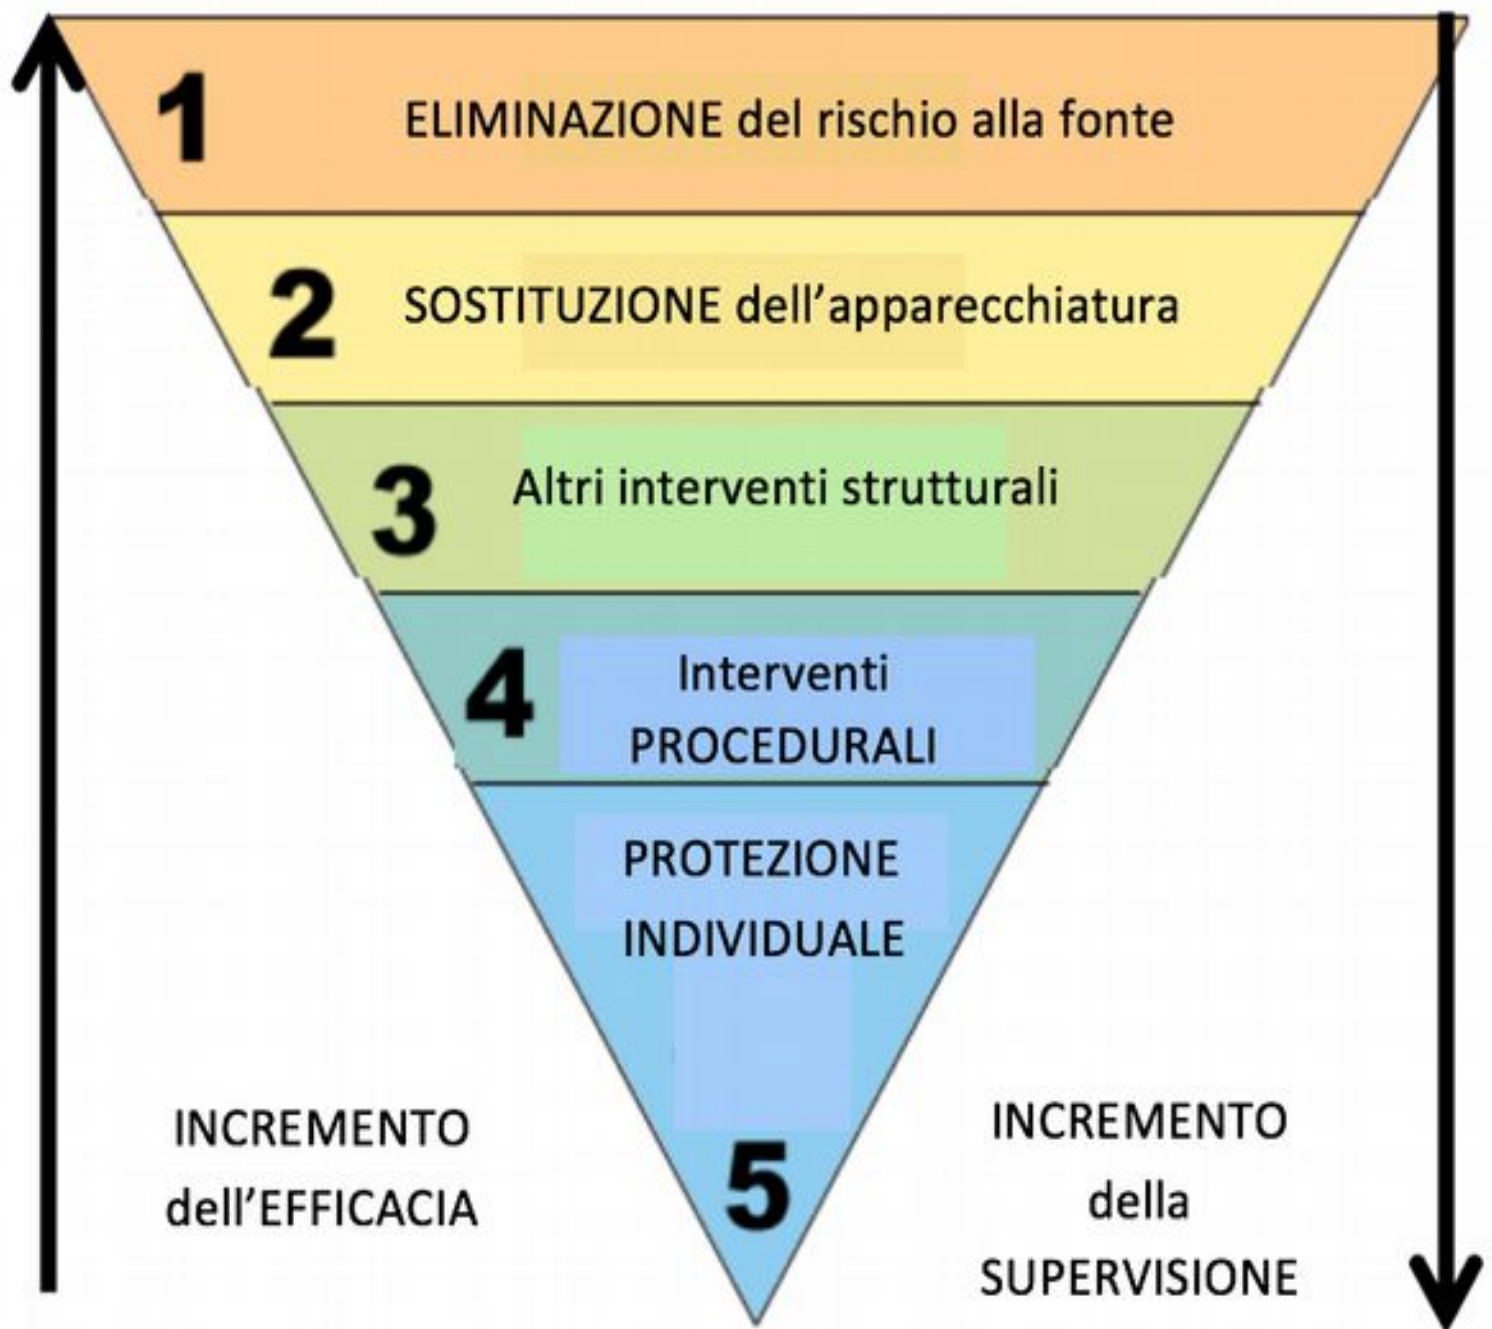 1 ELIMINAZIONE del rischio alla fonte
2 SOSTITUZIONE dell'apparecchiatura
3 Altri interventi strutturali
4 Interventi
PROCEDURALI
PROTEZIONE
INDIVIDUALE
5
INCREMENTO
dell'EFFICACIA
INCREMENTO
della
SUPERVISIONE